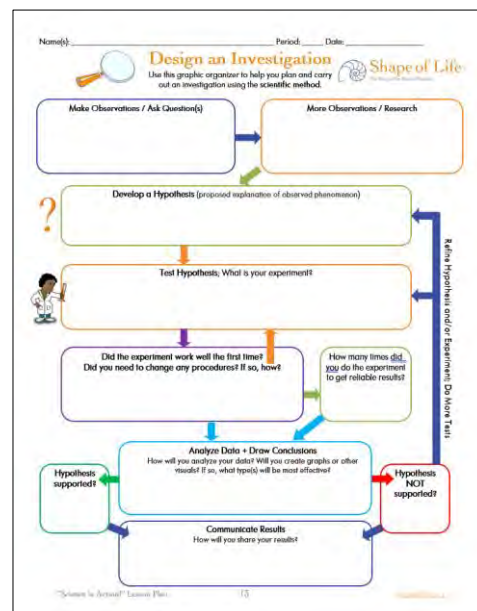 Name(s): Period: Date:
Design an Investigation
Use this graphic organizer to help you plan and carry
out an investigation using the scientific method.
Shape of Life
Make Observations / Ask Question(s)
More Observations / Research
?
Develop a Hypothesis (proposed explanation of observed phenomenon)
Test Hypothesis; What is your experiment?
Refine Hypothesis and/or Experiment; Do More Tests
Did the experiment work well the first time?
Did you need to change any procedures? If so, how?
How many times did
you do the experiment
to get reliable results?
Analyze Data + Draw Conclusions
How will you analyze your data? Will you create graphs or other
visuals? If so, what type(s) will be most effective?
Hypothesis
supported?
Hypothesis
NOT
supported?
Communicate Results
How will you share your results?
"Science in Action!" Lesson Plan 13